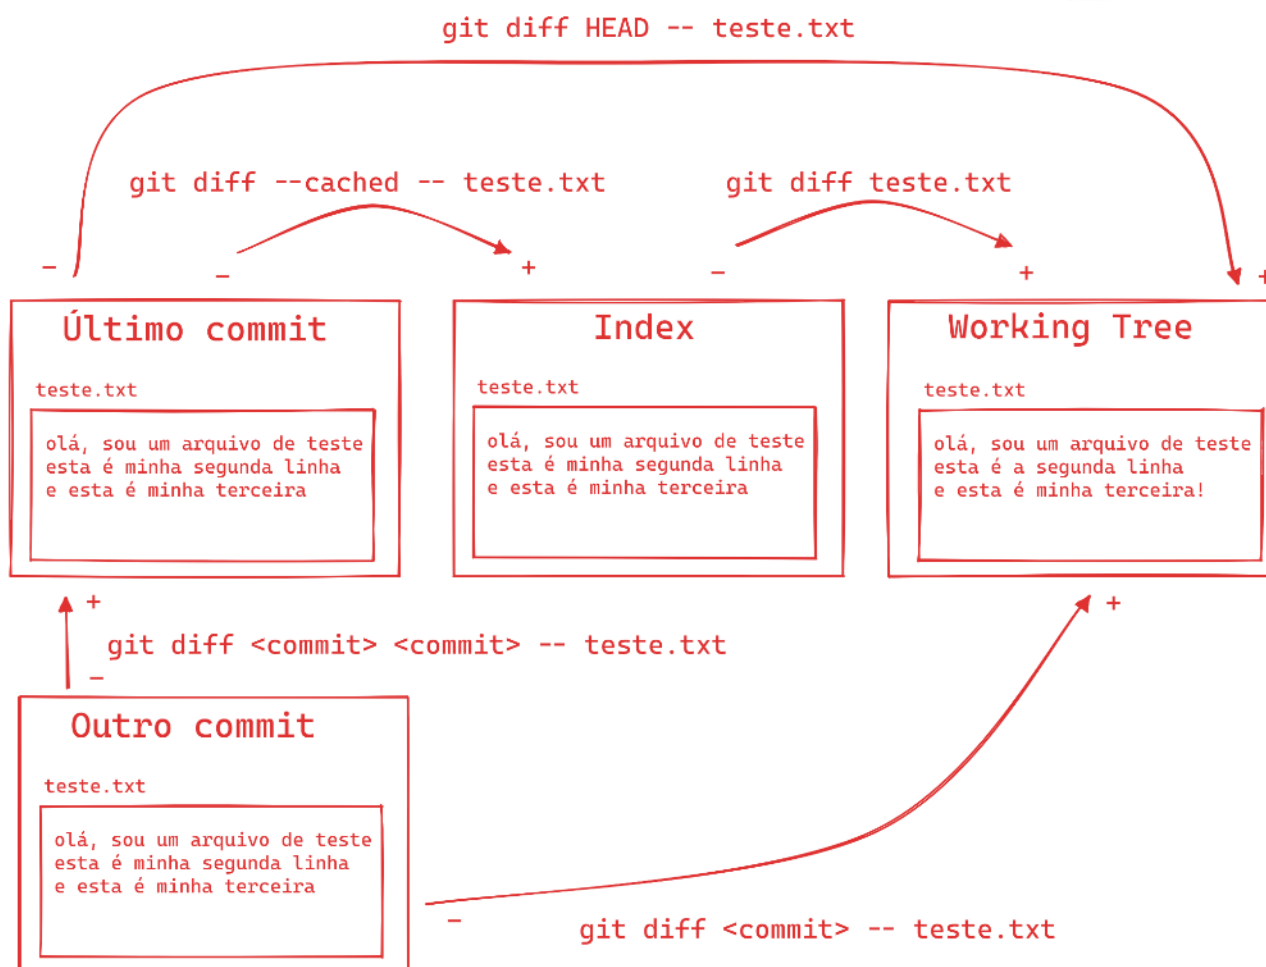 git diff HEAD -- teste.txt
git diff --cached -- teste.txt
git diff teste.txt
− − + − + +
Último commit
teste.txt
olá, sou um arquivo de teste
esta é minha segunda linha
e esta é minha terceira
Index
teste.txt
olá, sou um arquivo de teste
esta é minha segunda linha
e esta é minha terceira
Working Tree
teste.txt
olá, sou um arquivo de teste
esta é a segunda linha
e esta é minha terceira!
+
+
git diff <commit> <commit> -- teste.txt
−
Outro commit
teste.txt
olá, sou um arquivo de teste
esta é minha segunda linha
e esta é minha terceira
−
git diff <commit> -- teste.txt